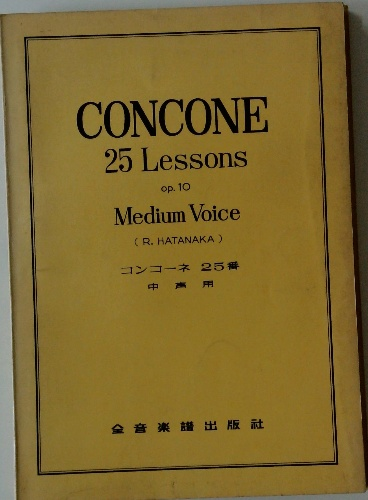 CONCONE
25 Lessons
op. 10
Medium Voice
( R. HATANAKA )
コンコーネ 25番
中声用
全音楽譜出版社